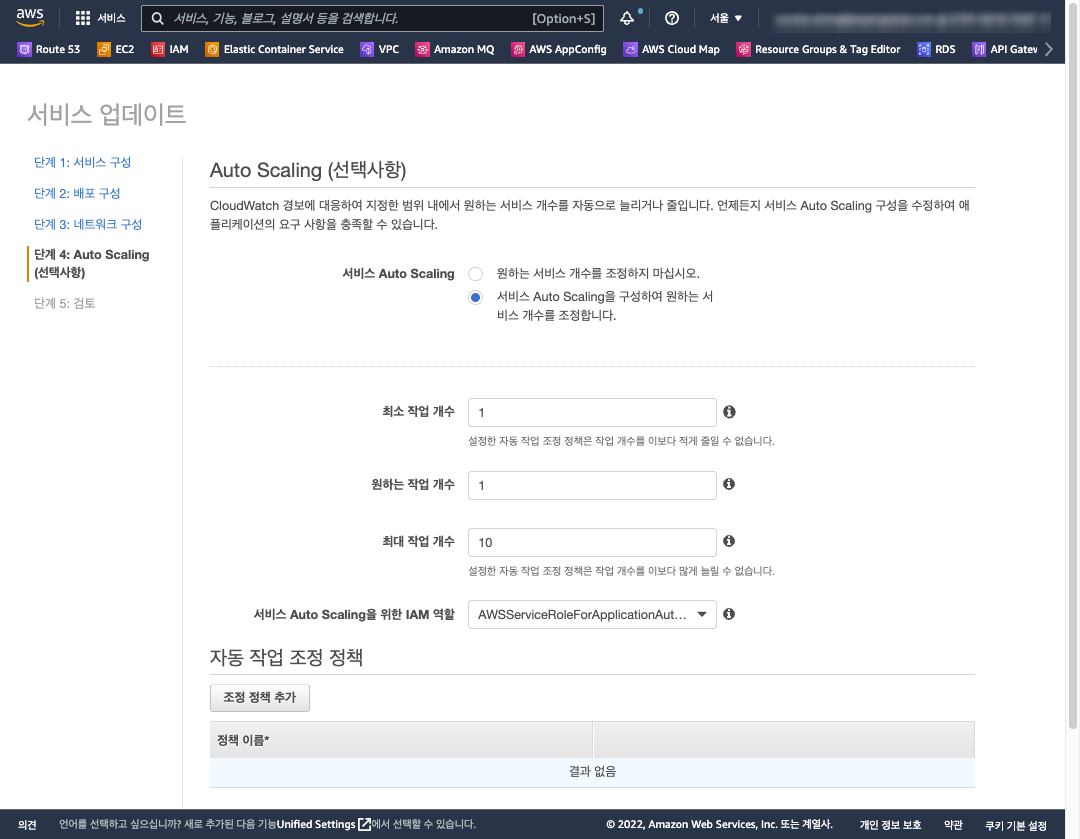 aws 서비스 서비스, 기능, 블로그, 설명서 등을 검색합니다. [Option+S] 서울 ▼
Route 53 EC2 IAM Elastic Container Service VPC Amazon MQ AWS AppConfig AWS Cloud Map Resource Groups & Tag Editor RDS API Gatew
서비스 업데이트
단계 1: 서비스 구성
단계 2: 배포 구성
단계 3: 네트워크 구성
단계 4: Auto Scaling
(선택사항)
단계 5: 검토
Auto Scaling (선택사항)
CloudWatch 경보에 대응하여 지정한 범위 내에서 원하는 서비스 개수를 자동으로 늘리거나 줄입니다. 언제든지 서비스 Auto Scaling 구성을 수정하여 애
플리케이션의 요구 사항을 충족할 수 있습니다.
서비스 Auto Scaling 원하는 서비스 개수를 조정하지 마십시오.
서비스 Auto Scaling을 구성하여 원하는 서
비스 개수를 조정합니다.
최소 작업 개수 1
설정한 자동 작업 조정 정책은 작업 개수를 이보다 적게 줄일 수 없습니다.
원하는 작업 개수 1
최대 작업 개수 10
설정한 자동 작업 조정 정책은 작업 개수를 이보다 많게 늘릴 수 없습니다.
서비스 Auto Scaling을 위한 IAM 역할 AWSServiceRoleForApplicationAut...
자동 작업 조정 정책
조정 정책 추가
정책 이름*
결과 없음
의견 언어를 선택하고 싶으십니까? 새로 추가된 다음 기능Unified Settings에서 선택할 수 있습니다. © 2022, Amazon Web Services, Inc. 또는 계열사. 개인 정보 보호 약관 쿠키 기본 설정